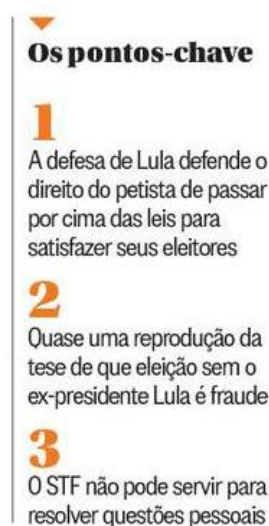 Os pontos-chave
1
A defesa de Lula defende o
direito do petista de passar
por cima das leis para
satisfazer seus eleitores
2
Quase uma reprodução da
tese de que eleição sem o
ex-presidente Lula é fraude
3
O STF não pode servir para
resolver questões pessoais